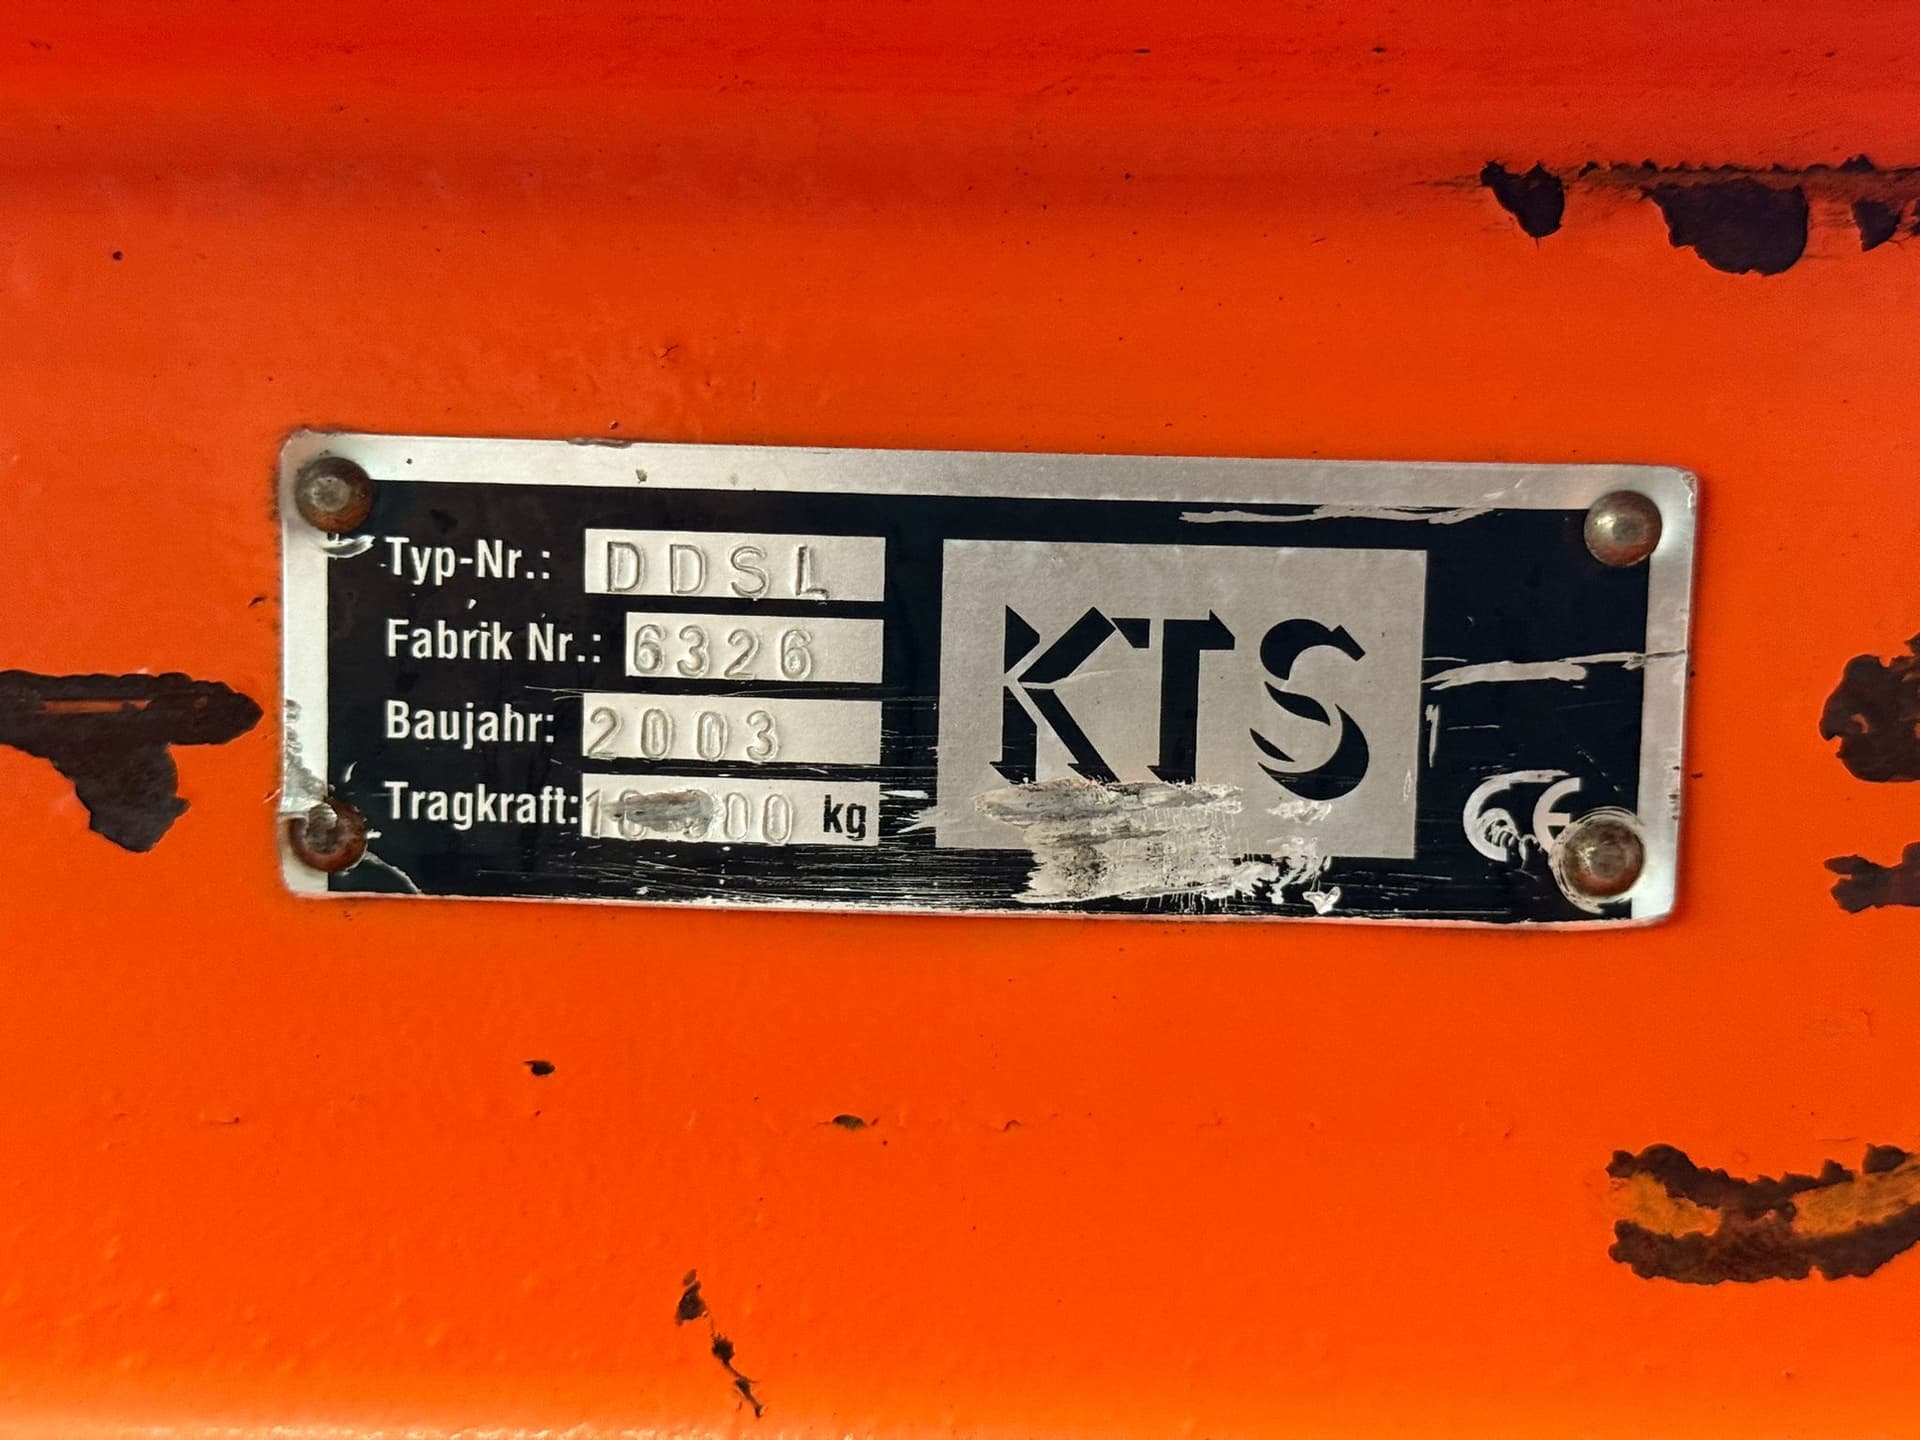 Typ-Nr.: DDSL
Fabrik Nr.: 6326
Baujahr: 2003
Tragkraft: kg
KTS
CE